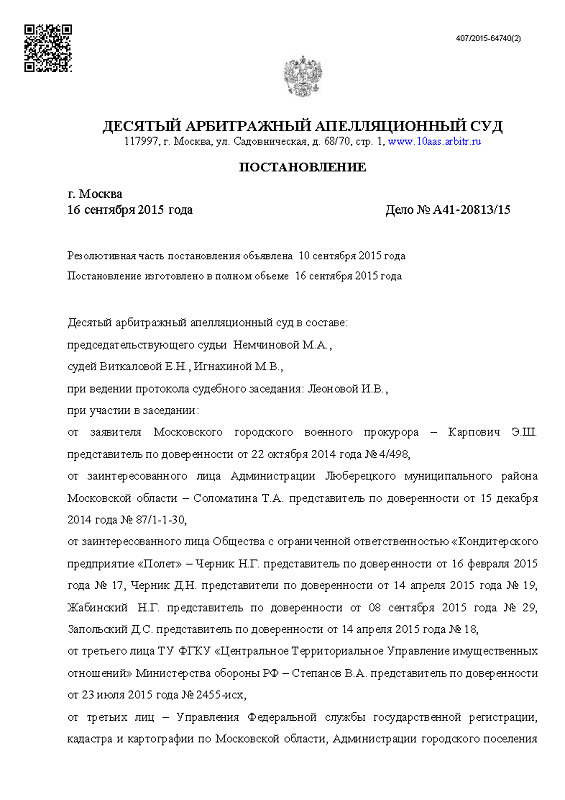 407/2015-64740(2)
ДЕСЯТЫЙ АРБИТРАЖНЫЙ АПЕЛЛЯЦИОННЫЙ СУД
117997, г. Москва, ул. Садовническая, д. 68/70, стр. 1, www.10aas.arbitr.ru
ПОСТАНОВЛЕНИЕ
г. Москва
16 сентября 2015 года Дело № А41-20813/15
Резолютивная часть постановления объявлена 10 сентября 2015 года
Постановление изготовлено в полном объеме 16 сентября 2015 года
Десятый арбитражный апелляционный суд в составе:
председательствующего судьи Немчиновой М.А.,
судей Виткаловой Е.Н., Игнахиной М.В.,
при ведении протокола судебного заседания: Леоновой И.В.,
при участии в заседании:
от заявителя Московского городского военного прокурора – Карпович Э.Ш.
представитель по доверенности от 22 октября 2014 года № 4/498,
от заинтересованного лица Администрации Люберецкого муниципального района
Московской области – Соломатина Т.А. представитель по доверенности от 15 декабря
2014 года № 87/1-1-30,
от заинтересованного лица Общества с ограниченной ответственностью «Кондитерского
предприятие «Полет» – Черник Н.Г. представитель по доверенности от 16 февраля 2015
года № 17, Черник Д.Н. представители по доверенности от 14 апреля 2015 года № 19,
Жабинский Н.Г. представитель по доверенности от 08 сентября 2015 года № 29,
Запольский Д.С. представитель по доверенности от 14 апреля 2015 года № 18,
от третьего лица ТУ ФГКУ «Центральное Территориальное Управление имущественных
отношений» Министерства обороны РФ – Степанов В.А. представитель по доверенности
от 23 июля 2015 года № 2455-исх,
от третьих лиц – Управления Федеральной службы государственной регистрации,
кадастра и картографии по Московской области, Администрации городского поселения